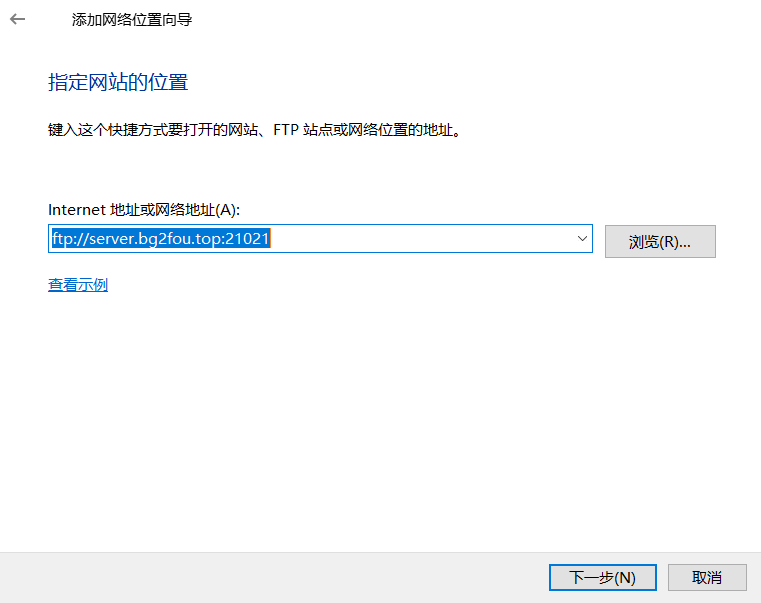 添加网络位置向导
指定网站的位置
键入这个快捷方式要打开的网站、FTP 站点或网络位置的地址。
Internet 地址或网络地址(A):
ftp://server.bg2fou.top:21021
浏览(R)...
查看示例
下一步(N)
取消